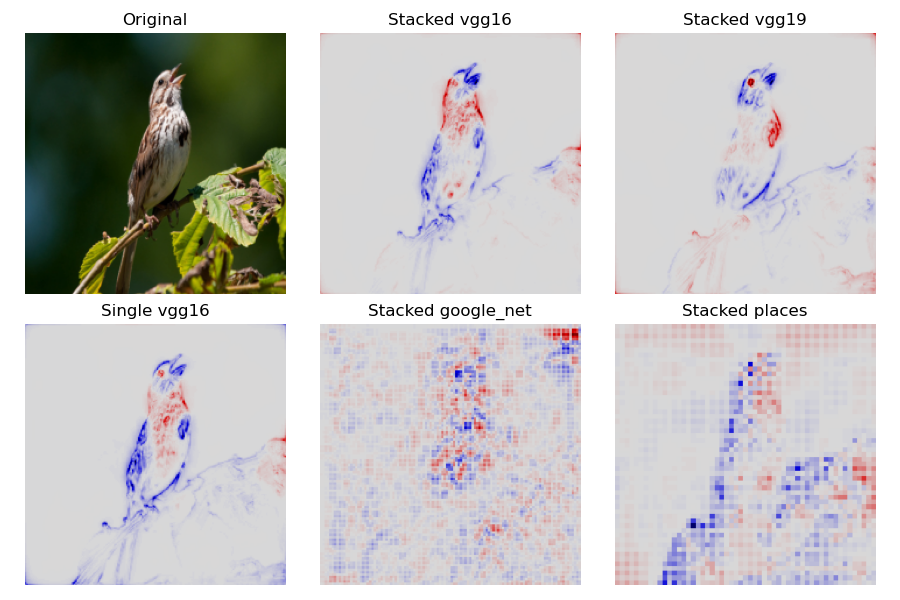 Original
Stacked vgg16
Stacked vgg19
Single vgg16
Stacked google_net
Stacked places